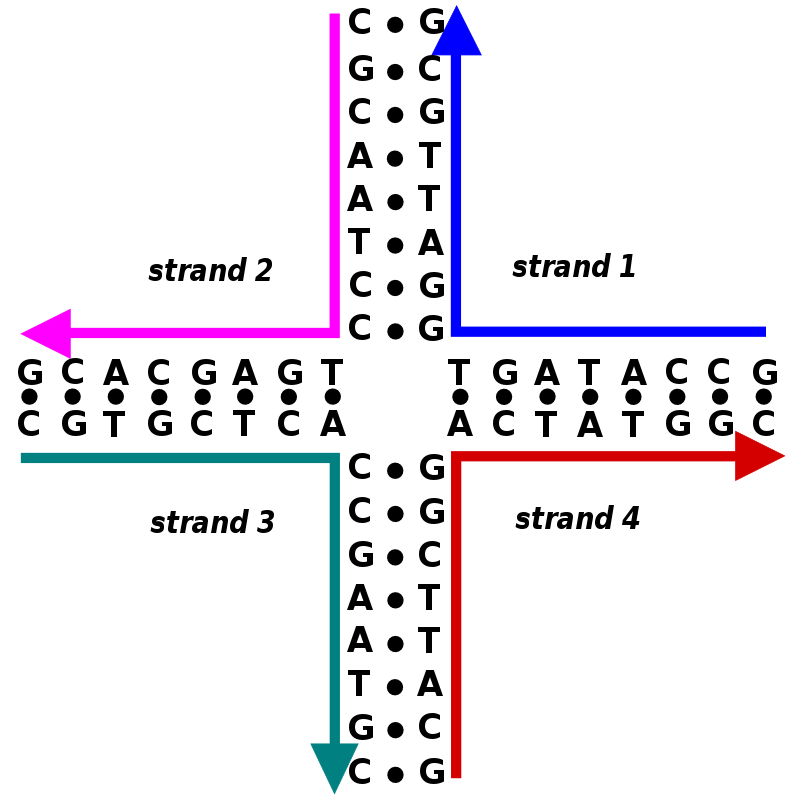 C • G
G • C
C • G
A • T
A • T
T • A
strand 2
strand 1
C • G
C • G
G C A C G A G T T G A T A C C G
• • • • • • • • • • • • • • • •
C G T G C T C A A C T A T G G C
C • G
C • G
strand 3
strand 4
G • C
A • T
A • T
T • A
G • C
C • G